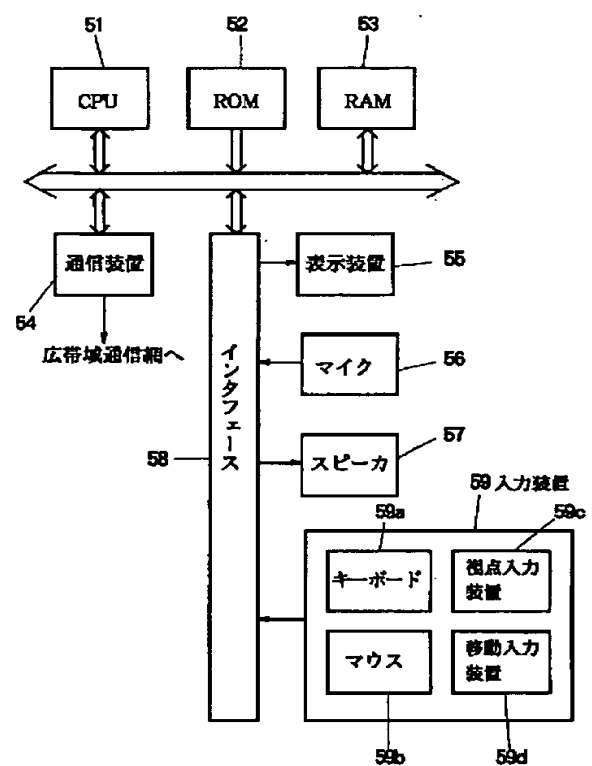 51
52
53
CPU
ROM
RAM
通信装置
54
広帯域通信網へ
インタフェース
58
表示装置
55
マイク
56
スピーカ
57
59 入力装置
59a
59c
キーボード
視点入力
装置
マウス
移動入力
装置
59b
59d